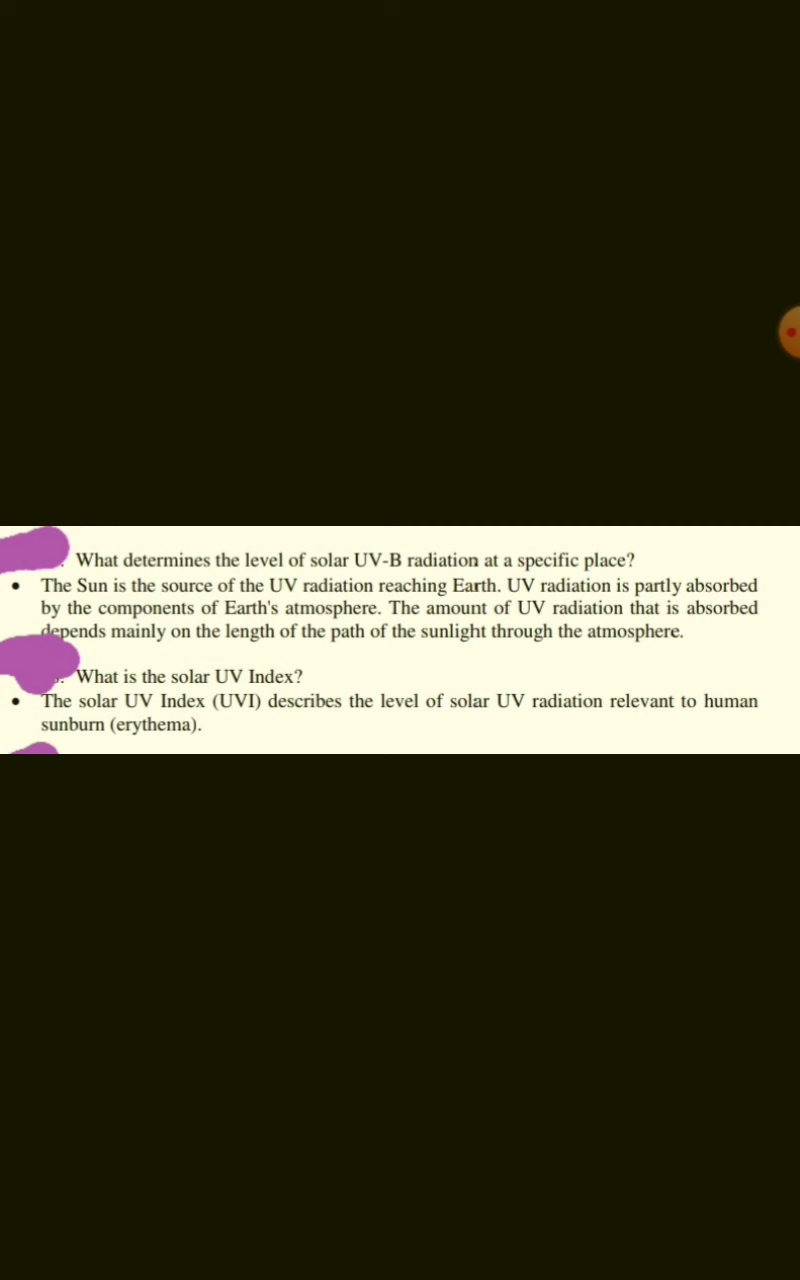 What determines the level of solar UV-B radiation at a specific place?
• The Sun is the source of the UV radiation reaching Earth. UV radiation is partly absorbed
by the components of Earth's atmosphere. The amount of UV radiation that is absorbed
depends mainly on the length of the path of the sunlight through the atmosphere.
What is the solar UV Index?
• The solar UV Index (UVI) describes the level of solar UV radiation relevant to human
sunburn (erythema).